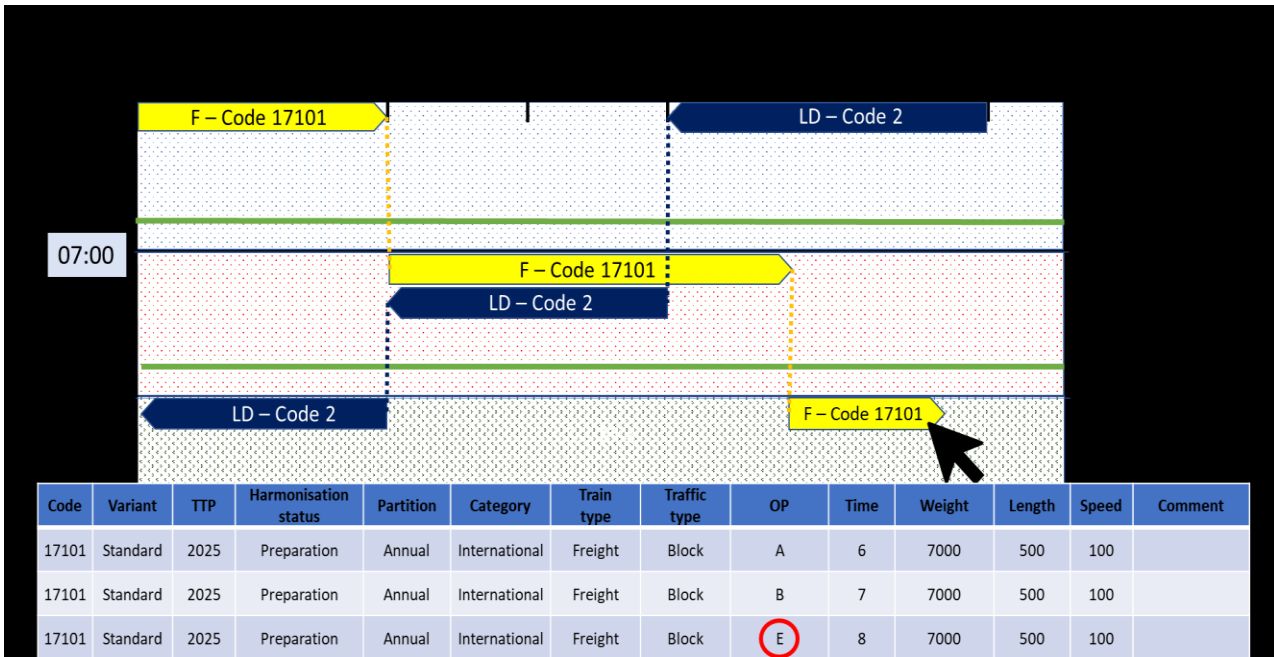 F – Code 17101
LD – Code 2
07:00
F – Code 17101
LD – Code 2
LD – Code 2
F – Code 17101
Code Variant TTP Harmonisation status Partition Category Train type Traffic type OP Time Weight Length Speed Comment
17101 Standard 2025 Preparation Annual International Freight Block A 6 7000 500 100
17101 Standard 2025 Preparation Annual International Freight Block B 7 7000 500 100
17101 Standard 2025 Preparation Annual International Freight Block E 8 7000 500 100